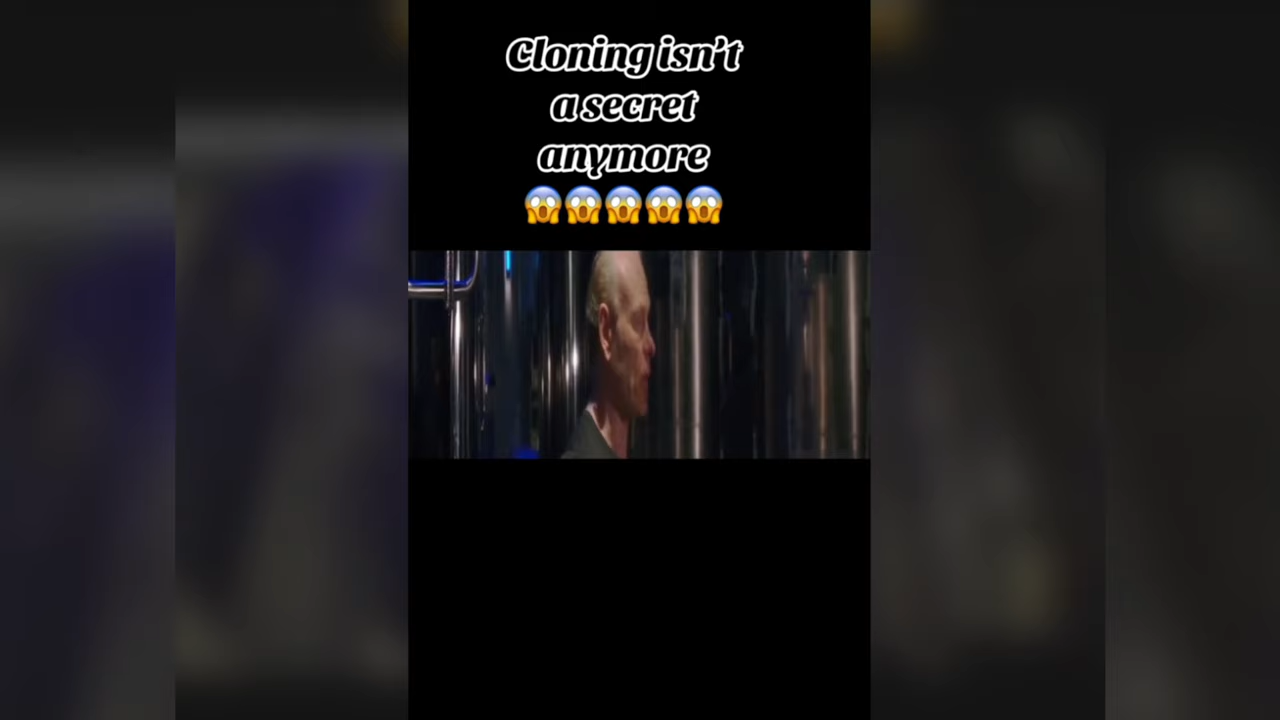 Cloning isn't
a secret
anymore
😱😱😱😱😱